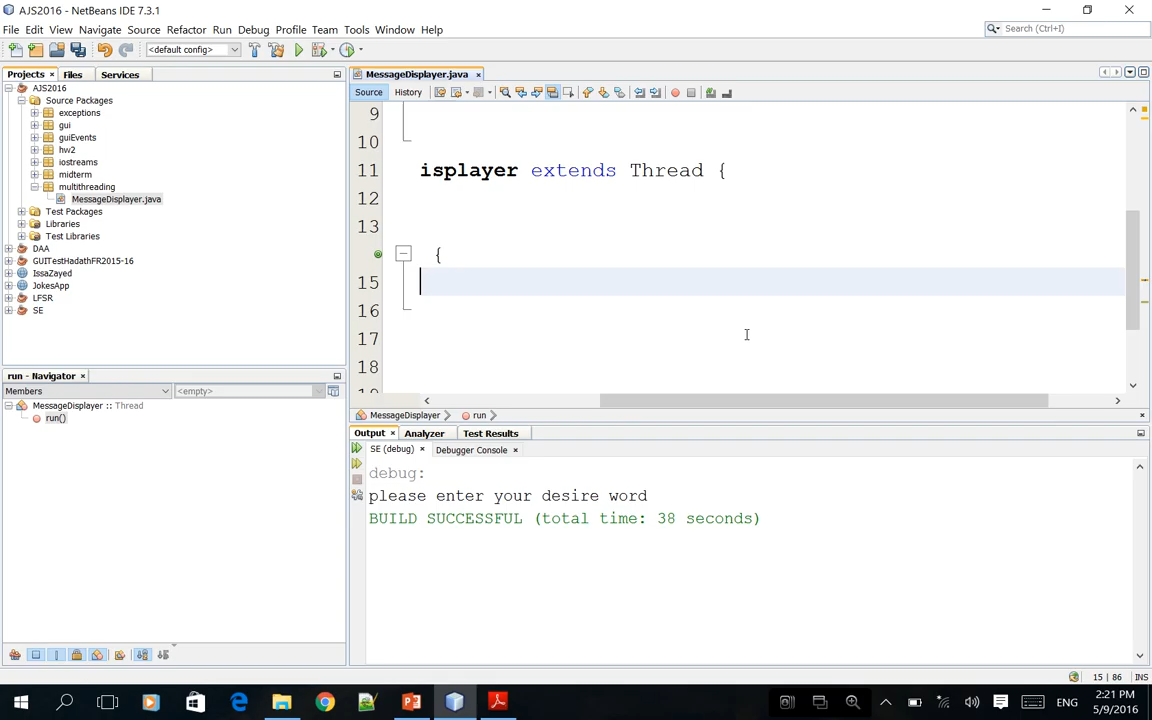 AJS2016 - NetBeans IDE 7.3.1
File Edit View Navigate Source Refactor Run Debug Profile Team Tools Window Help
Search (Ctrl+I)
<default config>
Projects Files Services
AJS2016
Source Packages
exceptions
gui
guiEvents
hw2
iostreams
midterm
multithreading
MessageDisplayer.java
Test Packages
Libraries
Test Libraries
DAA
GUITestHadathFR2015-16
IssaZayed
JokesApp
LFSR
SE
run - Navigator
Members <empty>
MessageDisplayer :: Thread
run()
MessageDisplayer.java
Source History
9
10
11 isplayer extends Thread {
12
13
{
15
16
17
18
MessageDisplayer run
Output Analyzer Test Results
SE (debug) Debugger Console
debug:
please enter your desire word
BUILD SUCCESSFUL (total time: 38 seconds)
15 | 86 INS
ENG
2:21 PM
5/9/2016